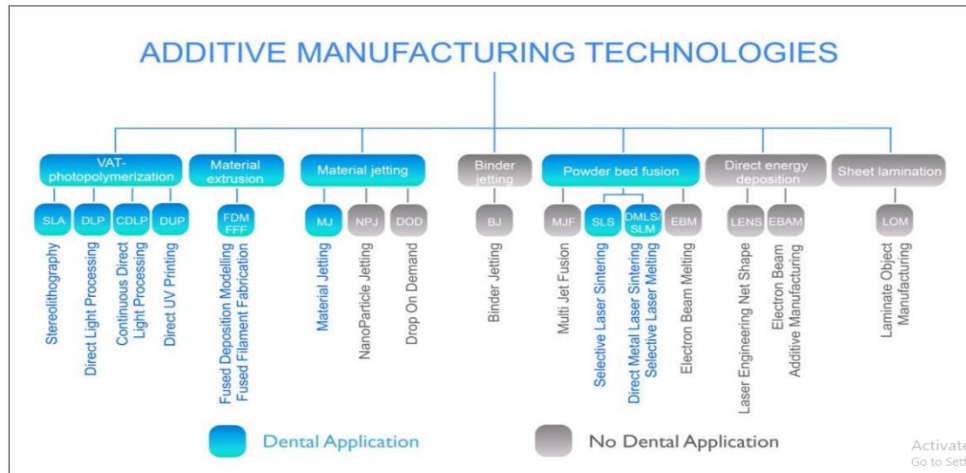 ADDITIVE MANUFACTURING TECHNOLOGIES
VAT-
photopolymerization
Material
extrusion
Material jetting
Binder
jetting
Powder bed fusion
Direct energy
deposition
Sheet lamination
SLA
DLP
CDLP
DUP
FDM
FFF
MJ
NPJ
DOD
BJ
MJF
SLS
DMLS/
SLM
EBM
LENS
EBAM
LOM
Stereolithography
Direct Light Processing
Continuous Direct
Light Processing
Direct UV Printing
Fused Deposition Modelling
Fused Filament Fabrication
Material Jetting
NanoParticle Jetting
Drop On Demand
Binder Jetting
Multi Jet Fusion
Selective Laser Sintering
Direct Metal Laser Sintering
Selective Laser Melting
Electron Beam Melting
Laser Engineering Net Shape
Electron Beam
Additive Manufacturing
Laminate Object
Manufacturing
Dental Application
No Dental Application
Activate
Go to Sett